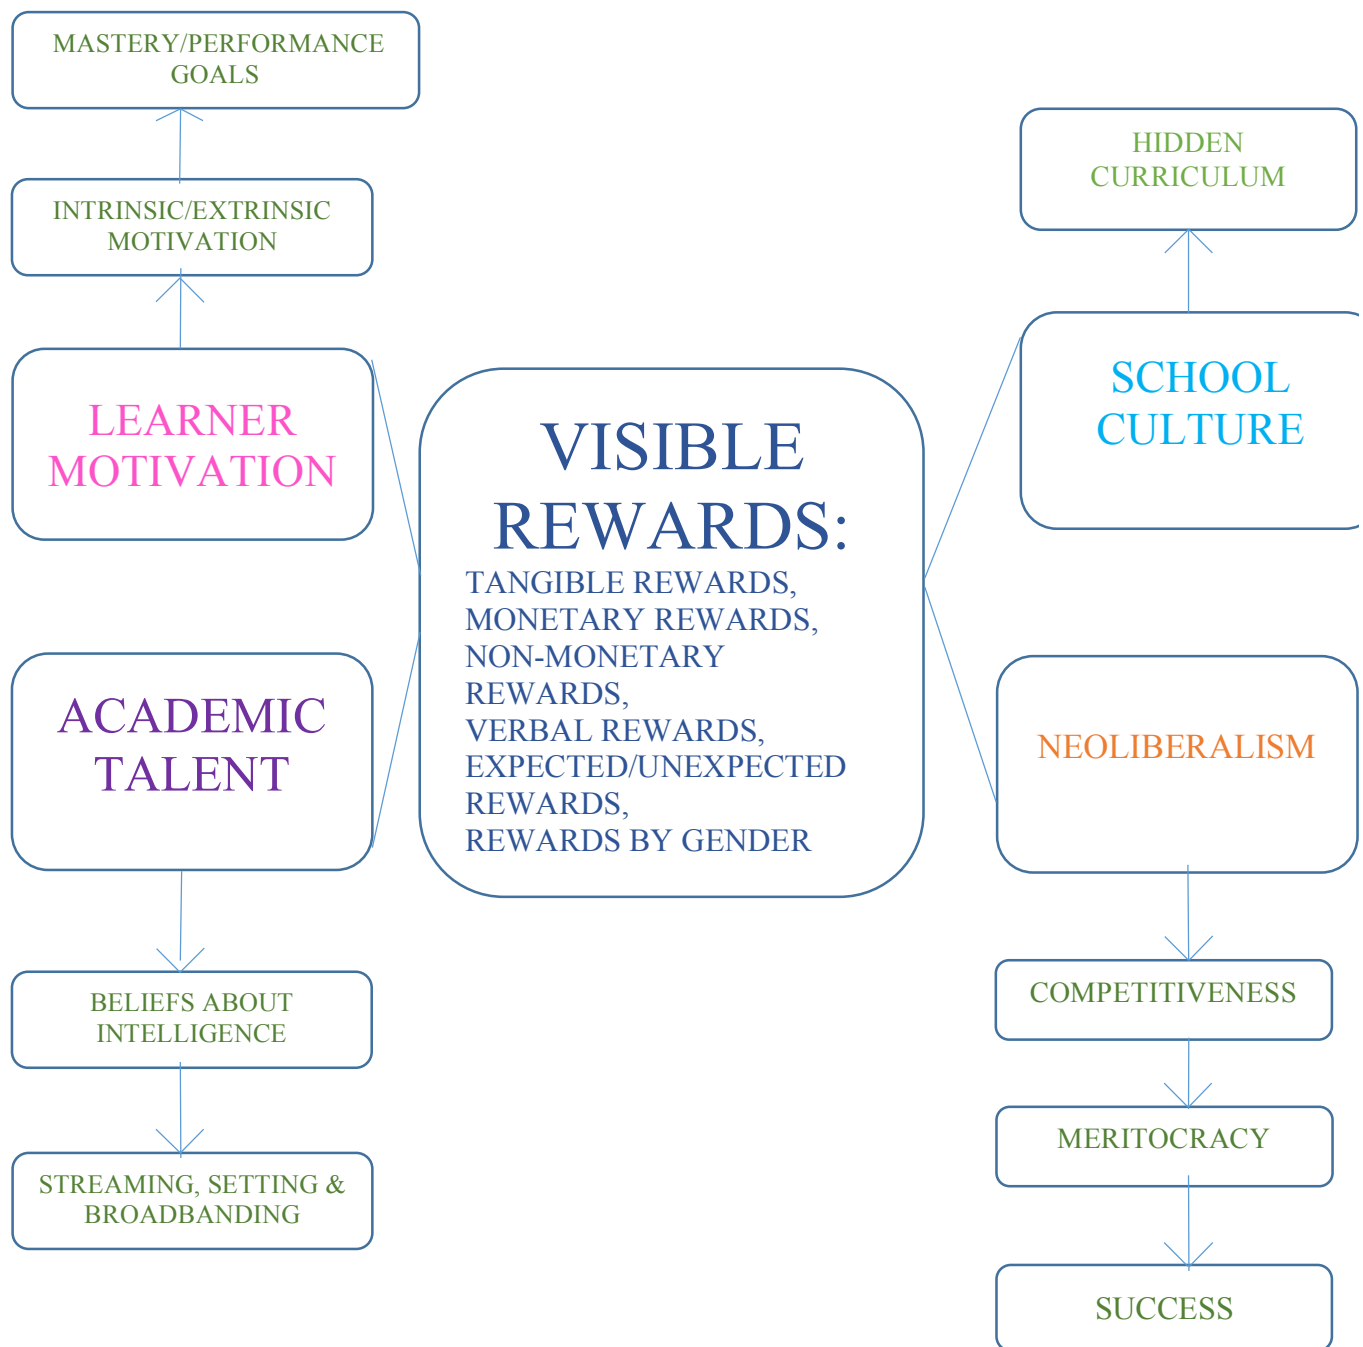 MASTERY/PERFORMANCE
GOALS
INTRINSIC/EXTRINSIC
MOTIVATION
LEARNER
MOTIVATION
ACADEMIC
TALENT
BELIEFS ABOUT
INTELLIGENCE
STREAMING, SETTING &
BROADBANDING
VISIBLE
REWARDS:
TANGIBLE REWARDS,
MONETARY REWARDS,
NON-MONETARY
REWARDS,
VERBAL REWARDS,
EXPECTED/UNEXPECTED
REWARDS,
REWARDS BY GENDER
HIDDEN
CURRICULUM
SCHOOL
CULTURE
NEOLIBERALISM
COMPETITIVENESS
MERITOCRACY
SUCCESS